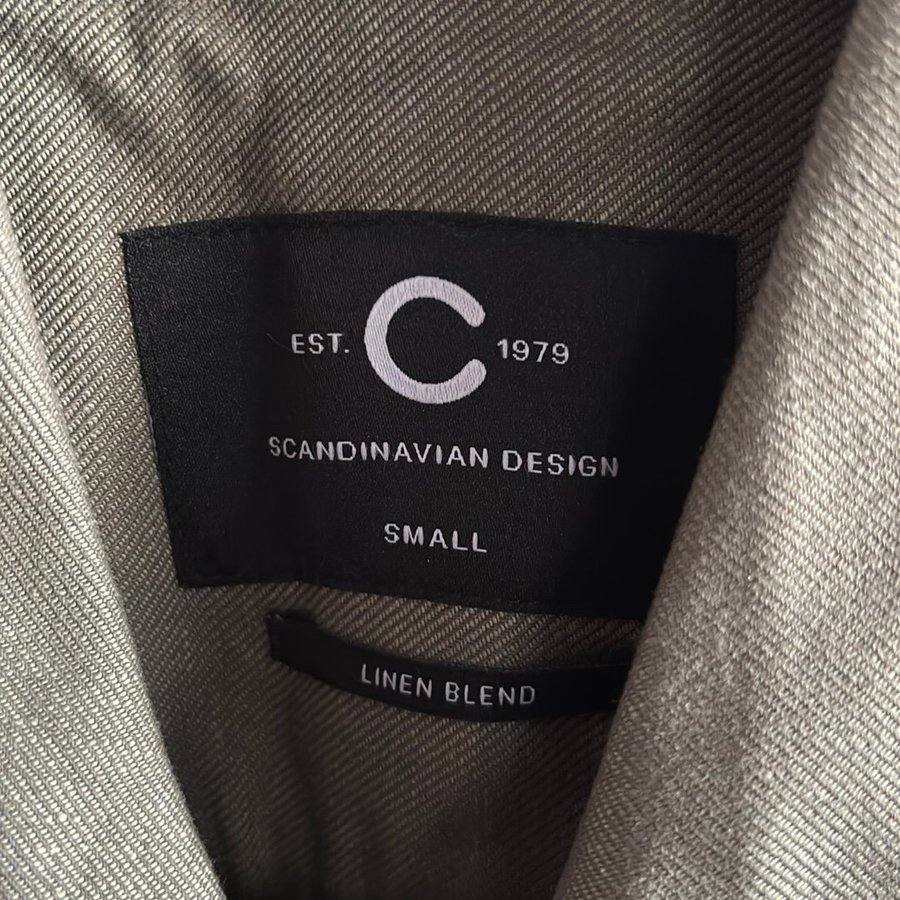 EST. C 1979
SCANDINAVIAN DESIGN
SMALL
LINEN BLEND